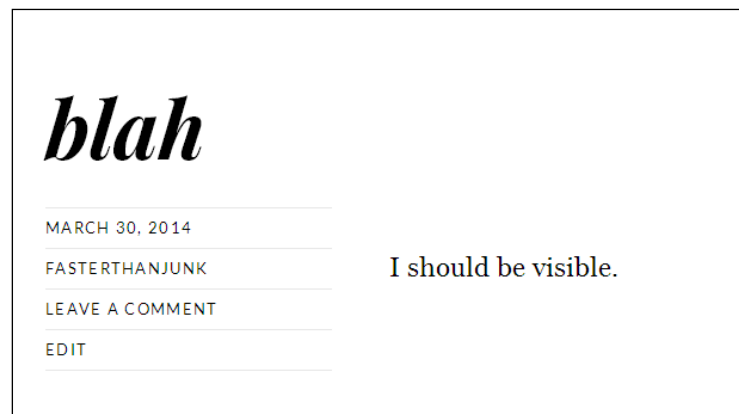 blah
MARCH 30, 2014
FASTERTHANJUNK
LEAVE A COMMENT
EDIT
I should be visible.